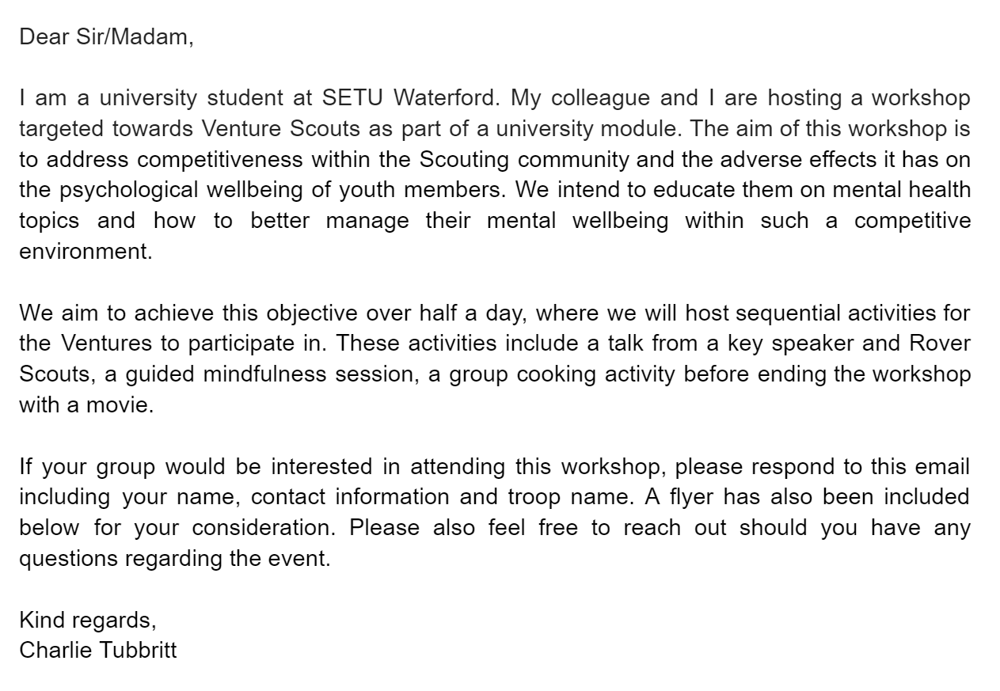 Dear Sir/Madam,
I am a university student at SETU Waterford. My colleague and I are hosting a workshop
targeted towards Venture Scouts as part of a university module. The aim of this workshop is
to address competitiveness within the Scouting community and the adverse effects it has on
the psychological wellbeing of youth members. We intend to educate them on mental health
topics and how to better manage their mental wellbeing within such a competitive
environment.
We aim to achieve this objective over half a day, where we will host sequential activities for
the Ventures to participate in. These activities include a talk from a key speaker and Rover
Scouts, a guided mindfulness session, a group cooking activity before ending the workshop
with a movie.
If your group would be interested in attending this workshop, please respond to this email
including your name, contact information and troop name. A flyer has also been included
below for your consideration. Please also feel free to reach out should you have any
questions regarding the event.
Kind regards,
Charlie Tubbritt